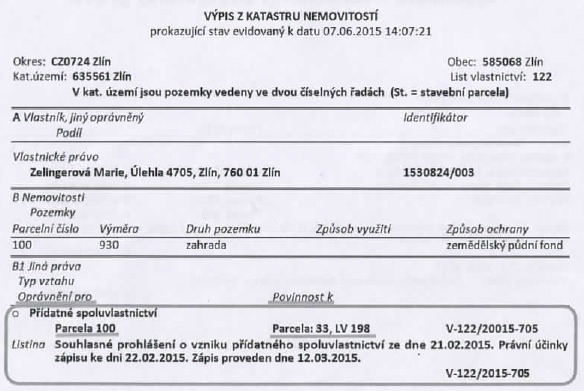 VÝPIS Z KATASTRU NEMOVITOSTÍ
prokazující stav evidovaný k datu 07.06.2015 14:07:21
Okres: CZ0724 Zlín Obec: 585068 Zlín
Kat.území: 635561 Zlín List vlastnictví: 122
V kat. území jsou pozemky vedeny ve dvou číselných řadách (St. = stavební parcela)
A Vlastník, jiný oprávněný Identifikátor
Podíl
Vlastnické právo
Zelingerová Marie, Úlehla 4705, Zlín, 760 01 Zlín 1530824/003
B Nemovitosti
Pozemky
Parcelní číslo Výměra Druh pozemku Způsob využití Způsob ochrany
100 930 zahrada zemědělský půdní fond
B1 Jiná práva
Typ vztahu
Oprávnění pro Povinnost k
o Přídatné spoluvlastnictví
Parcela 100 Parcela: 33, LV 198 V-122/20015-705
Listina Souhlasné prohlášení o vzniku přídatného spoluvlastnictví ze dne 21.02.2015. Právní účinky
zápisu ke dni 22.02.2015. Zápis proveden dne 12.03.2015.
V-122/2015-705